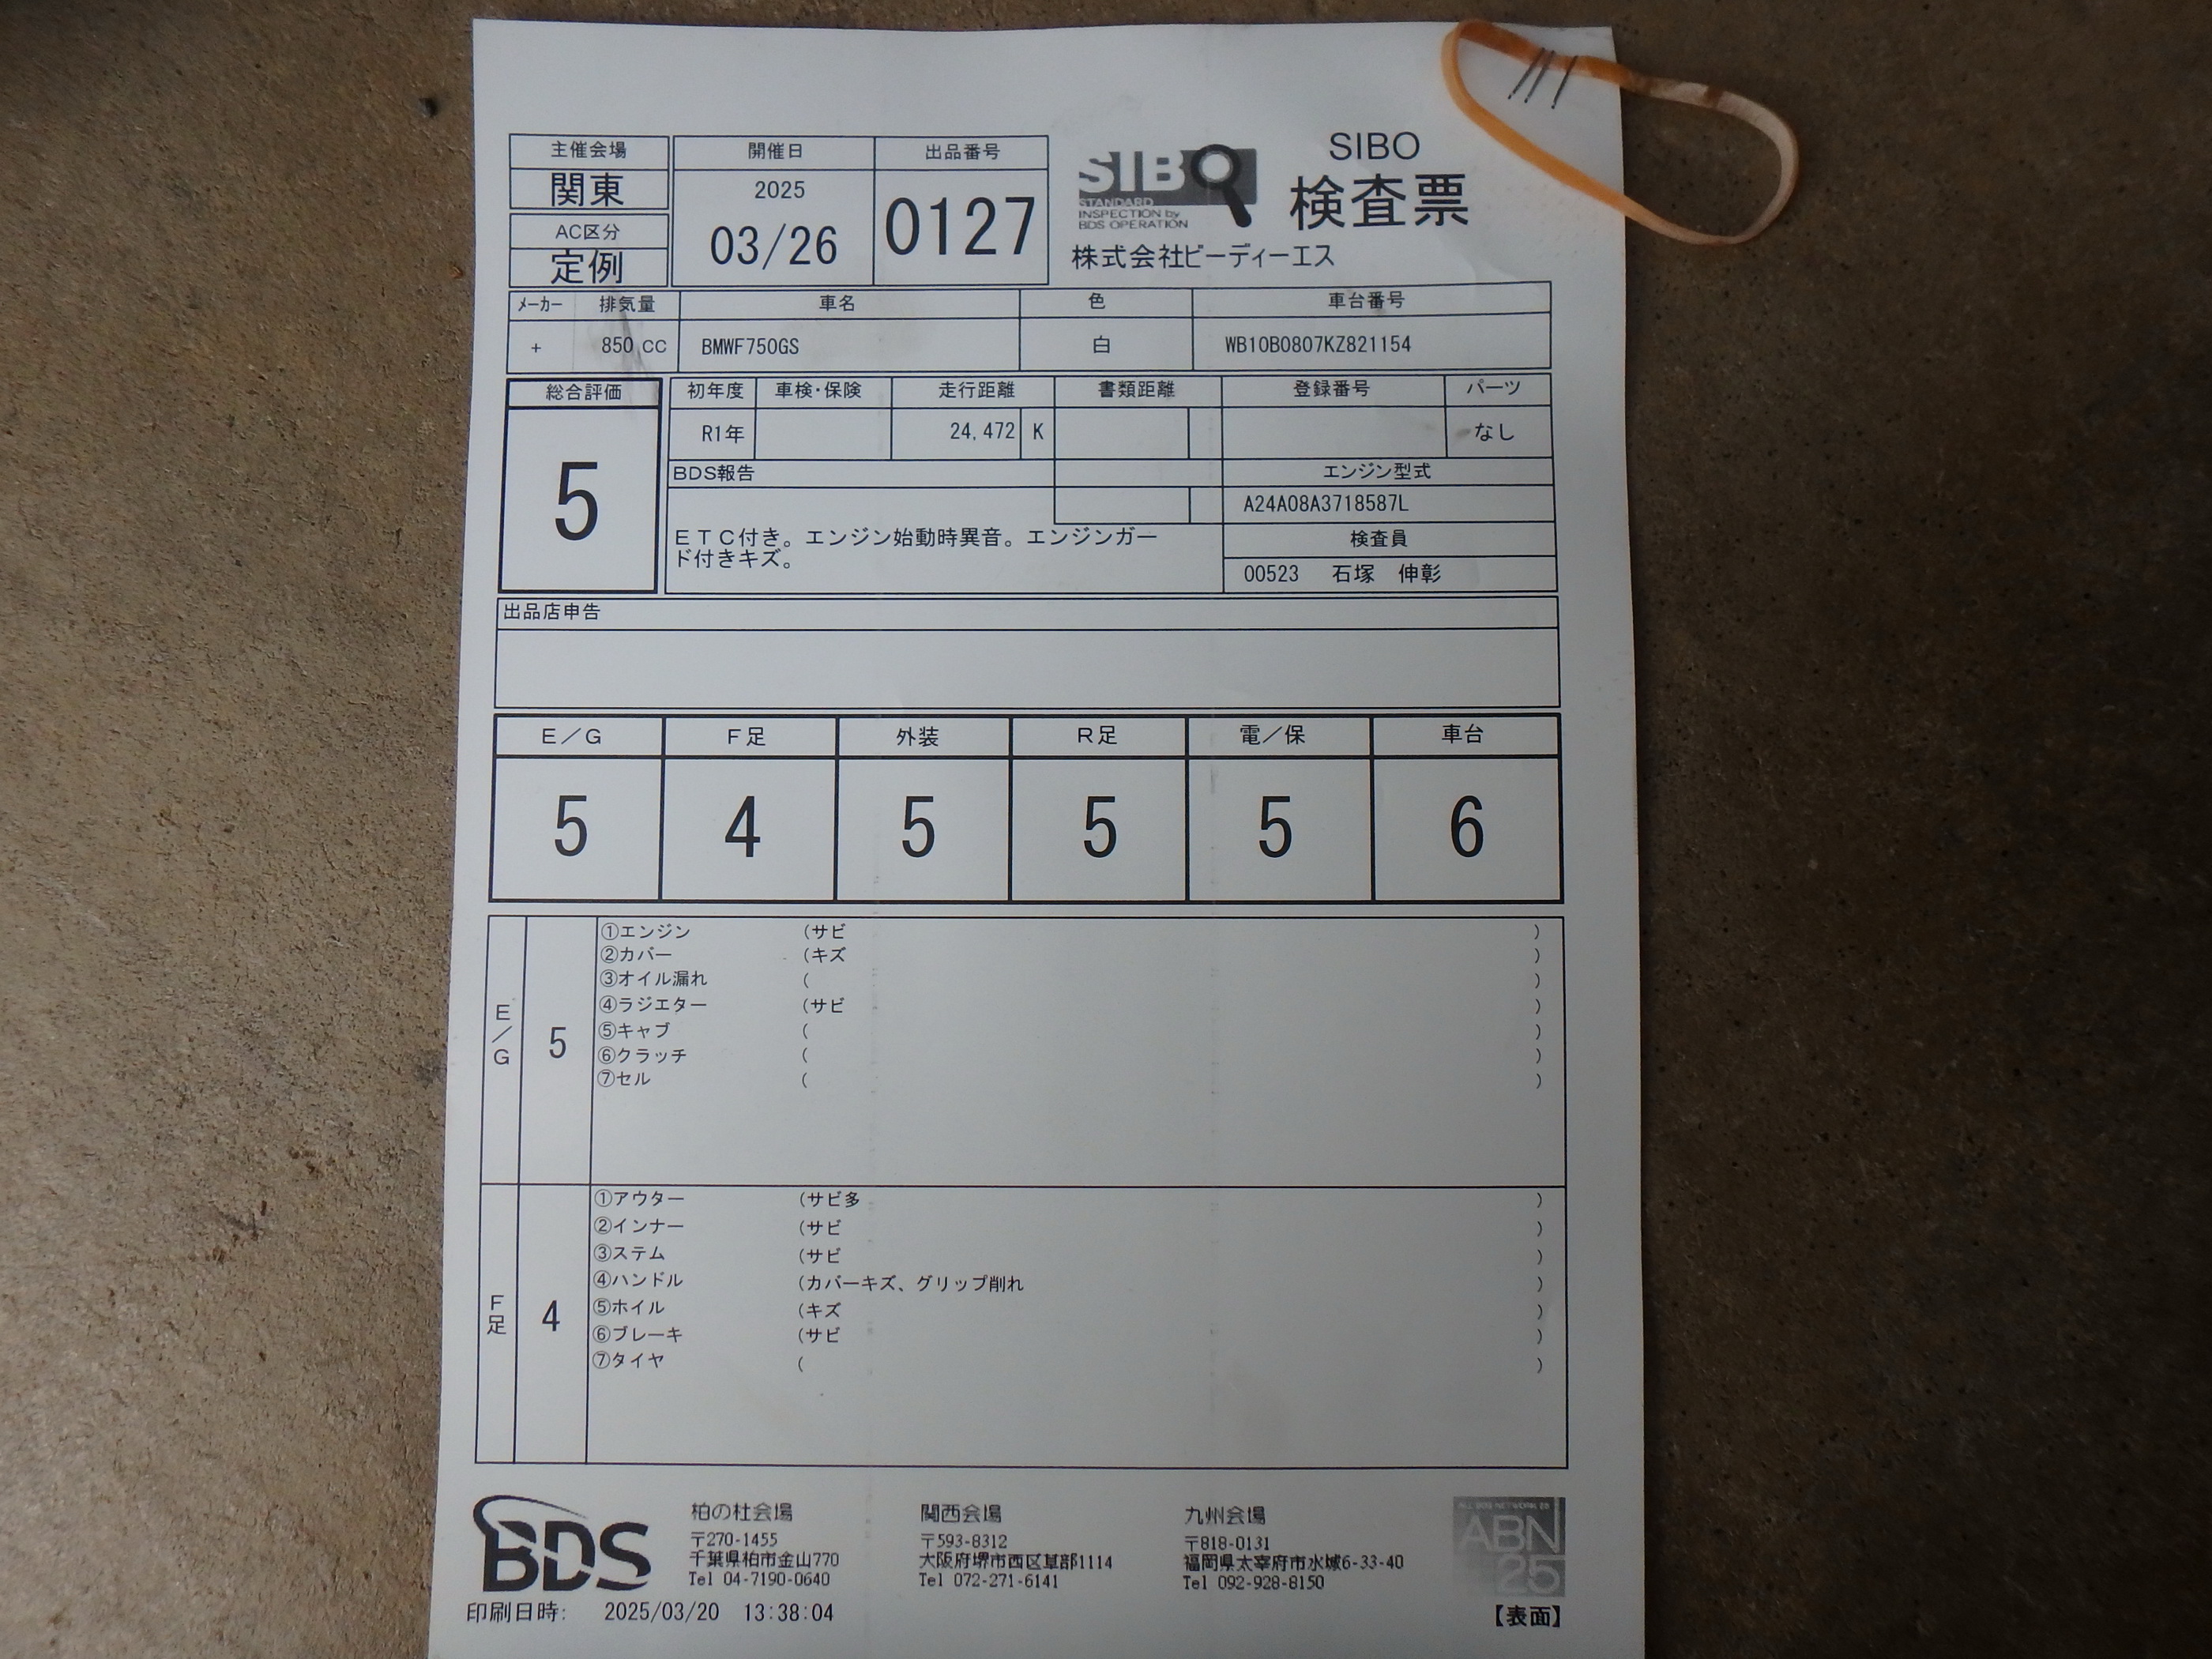 主催会場
関東
AC区分
定例
開催日
2025
03/26
出品番号
0127
SIBO
STANDARD
INSPECTION by
BDS OPERATION
SIBO
検査票
株式会社ビーディーエス
メーカー 排気量 車名 色 車台番号
+ 850 CC BMWF750GS 白 WB10B0807KZ821154
総合評価
5
初年度 車検・保険 走行距離 書類距離 登録番号 パーツ
R1年 24,472 K なし
BDS報告
ETC付き。エンジン始動時異音。エンジンガー
ド付きキズ。
エンジン型式
A24A08A3718587L
検査員
00523 石塚 伸彰
出品店申告
E/G F足 外装 R足 電/保 車台
5 4 5 5 5 6
E/G
5
①エンジン (サビ )
②カバー (キズ )
③オイル漏れ ( )
④ラジエター (サビ )
⑤キャブ ( )
⑥クラッチ ( )
⑦セル ( )
F足
4
①アウター (サビ多 )
②インナー (サビ )
③ステム (サビ )
④ハンドル (カバーキズ、グリップ削れ )
⑤ホイル (キズ )
⑥ブレーキ (サビ )
⑦タイヤ ( )
BDS
柏の杜会場
〒270-1455
千葉県柏市金山770
Tel 04-7190-0640
関西会場
〒593-8312
大阪府堺市西区草部1114
Tel 072-271-6141
九州会場
〒818-0131
福岡県太宰府市水城6-33-40
Tel 092-928-8150
ALL BDS NETWORK 25
ABN
25
印刷日時: 2025/03/20 13:38:04
【表面】